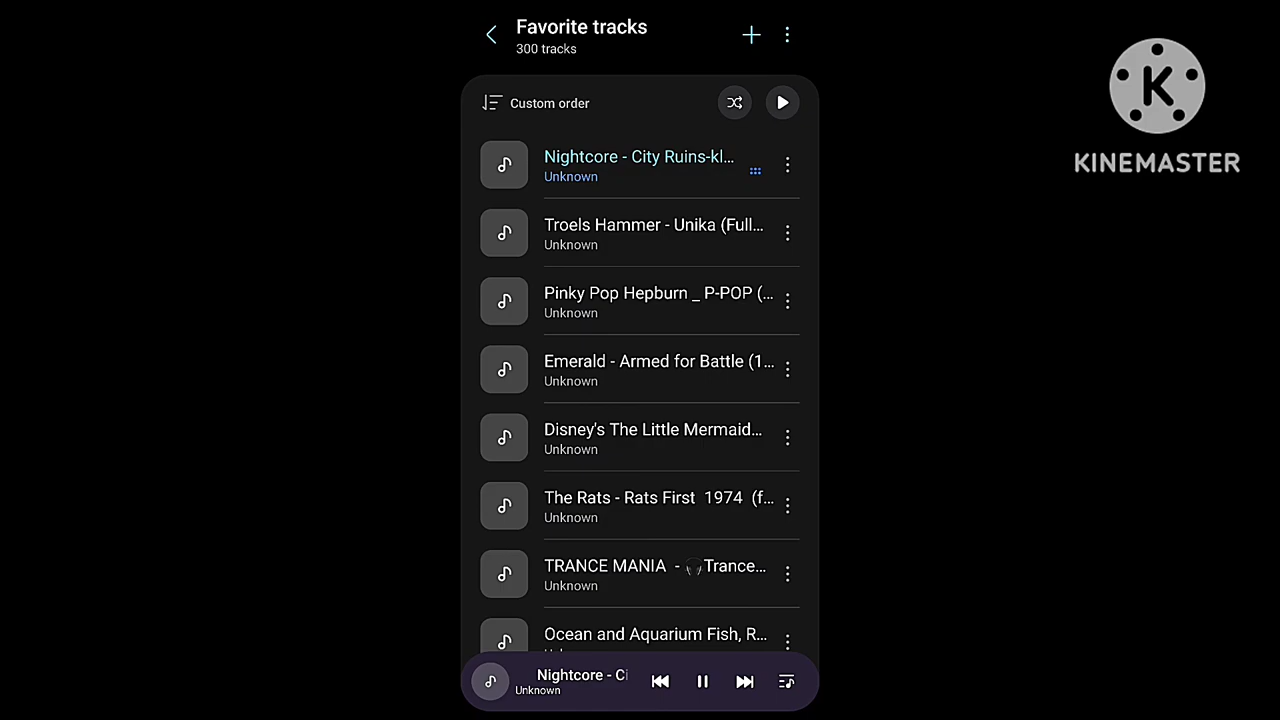 Favorite tracks
300 tracks
K
KINEMASTER
Custom order
Nightcore - City Ruins-kl...
Unknown
Troels Hammer - Unika (Full...
Unknown
Pinky Pop Hepburn _ P-POP (...
Unknown
Emerald - Armed for Battle (1...
Unknown
Disney's The Little Mermaid...
Unknown
The Rats - Rats First  1974  (f...
Unknown
TRANCE MANIA  - 🎧Trance...
Unknown
Ocean and Aquarium Fish, R...
Nightcore - Ci
Unknown